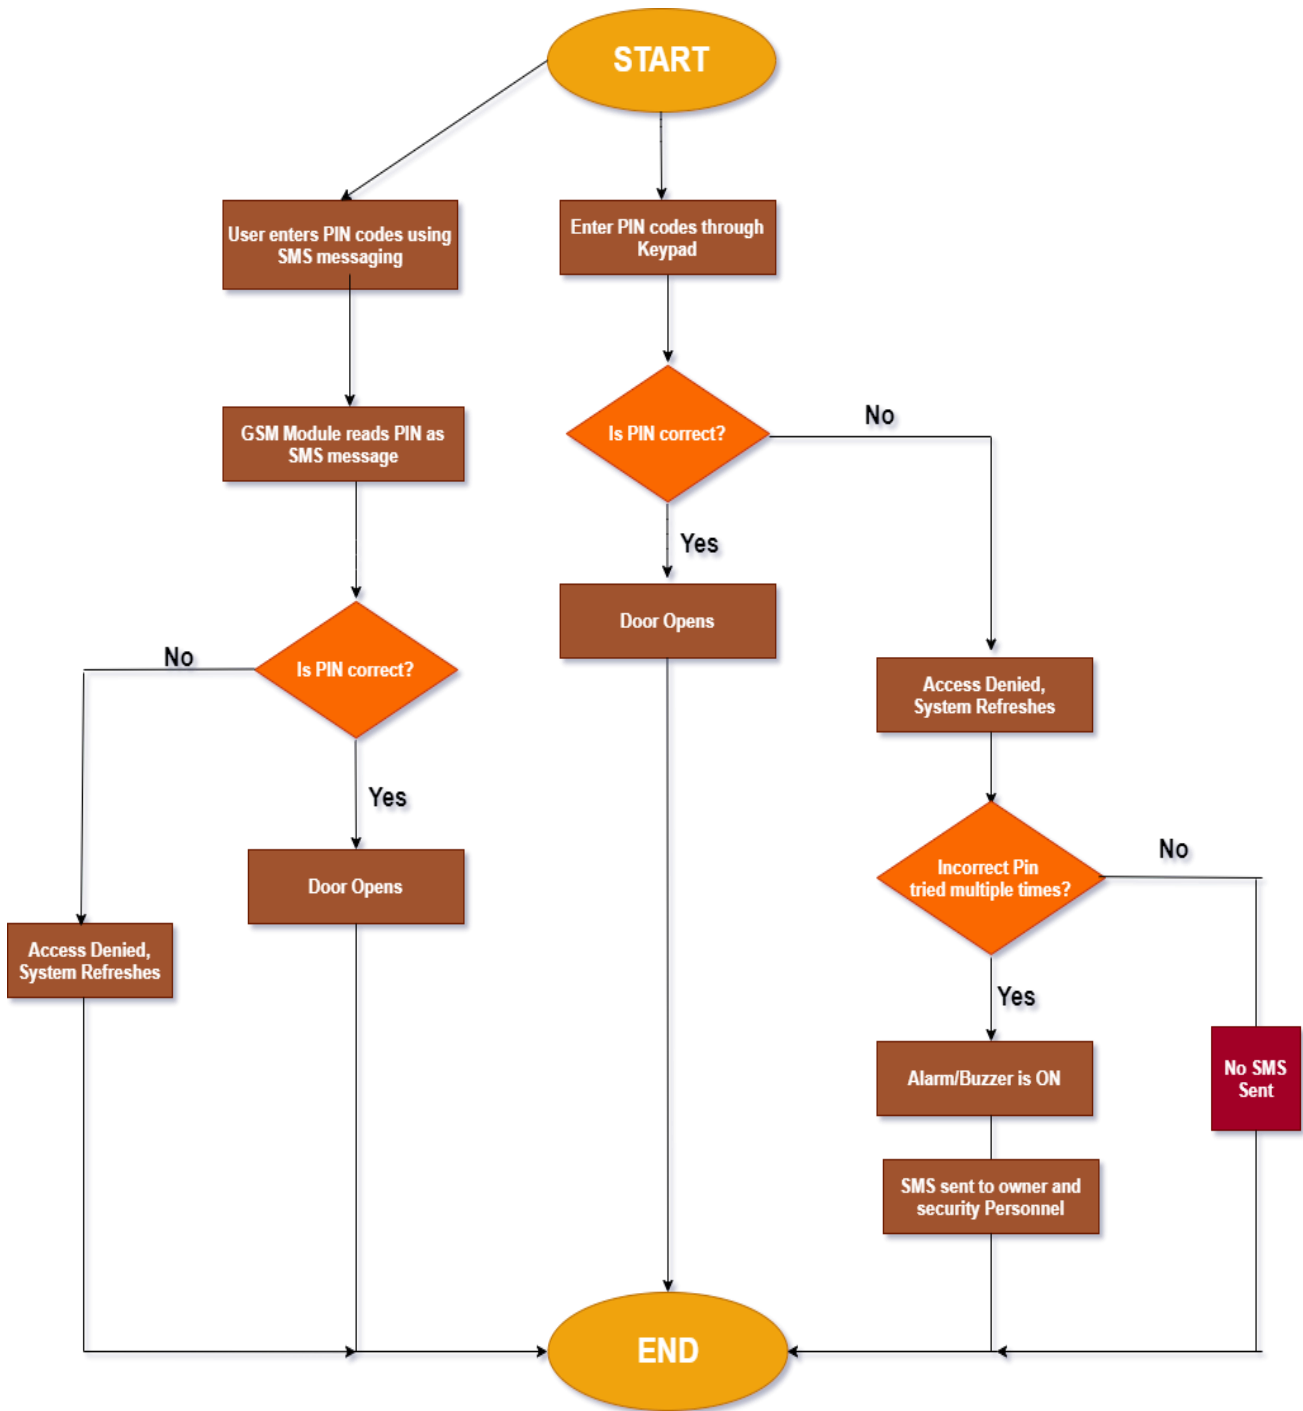 START
User enters PIN codes using
SMS messaging
Enter PIN codes through
Keypad
GSM Module reads PIN as
SMS message
Is PIN correct?
No
Yes
Door Opens
Is PIN correct?
No
Yes
Door Opens
Access Denied,
System Refreshes
Access Denied,
System Refreshes
Incorrect Pin
tried multiple times?
No
Yes
Alarm/Buzzer is ON
No SMS
Sent
SMS sent to owner and
security Personnel
END